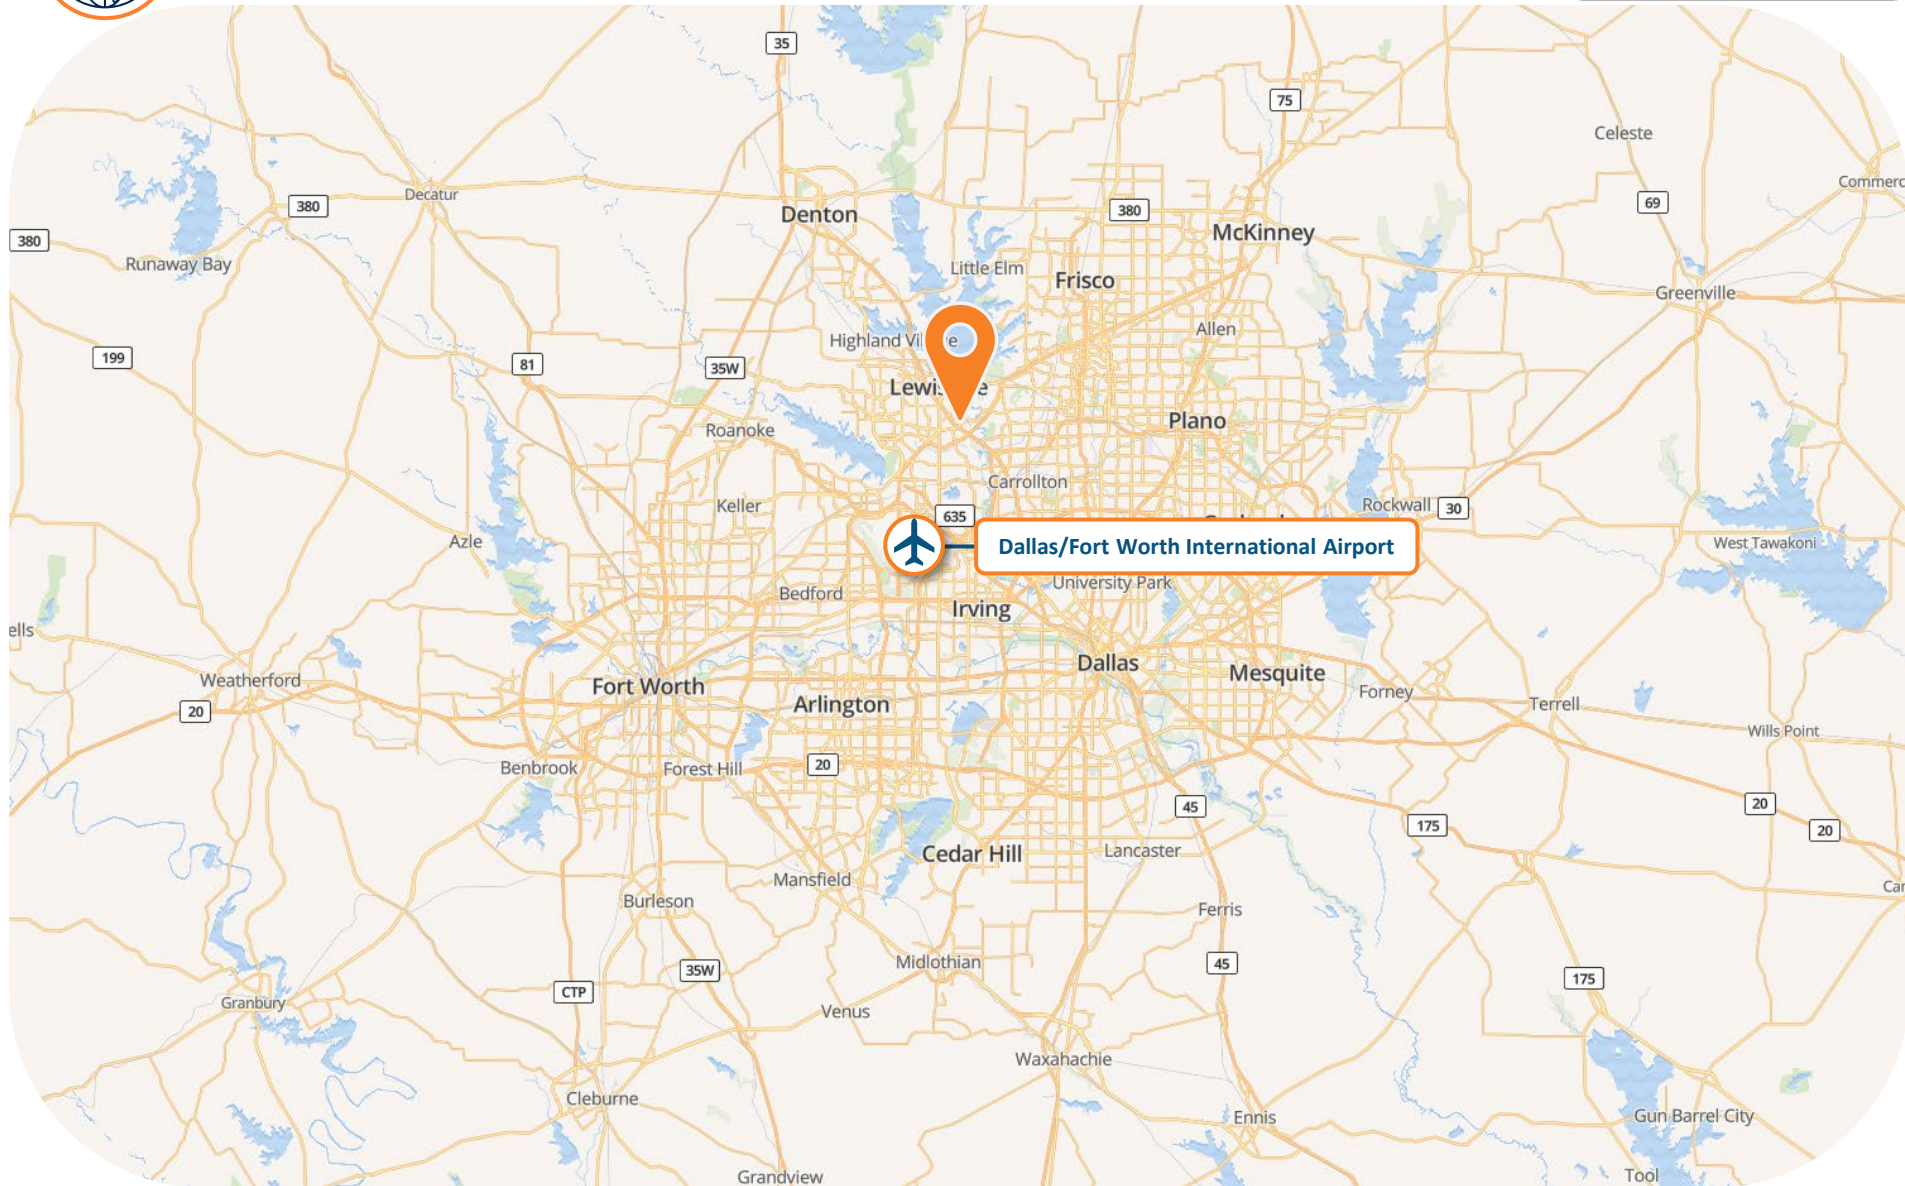 35
75
Celeste
Commerc
Decatur
380
69
Denton
380
McKinney
380
Runaway Bay
Little Elm
Frisco
Greenville
Allen
Highland Vi
e
199
81
35W
Lewis
e
Plano
Roanoke
Carrollton
Keller
635
Rockwall
30
Azle
Dallas/Fort Worth International Airport
West Tawakoni
University Park
Bedford
Irving
ells
Dallas
Mesquite
Weatherford
Fort Worth
Forney
Arlington
Terrell
20
Wills Point
Benbrook
Forest Hill
20
45
20
175
20
Cedar Hill
Lancaster
Mansfield
Car
Burleson
Ferris
Midlothian
35W
45
175
CTP
Granbury
Venus
Waxahachie
Cleburne
Ennis
Gun Barrel City
Grandview
Tool